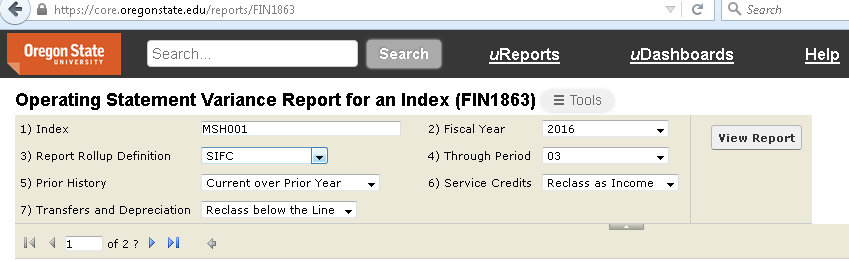 https://core.oregonstate.edu/reports/FIN1863 Search
Oregon State
UNIVERSITY
Search... Search uReports uDashboards Help
Operating Statement Variance Report for an Index (FIN1863) Tools
1) Index MSH001 2) Fiscal Year 2016 View Report
3) Report Rollup Definition SIFC 4) Through Period 03
5) Prior History Current over Prior Year 6) Service Credits Reclass as Income
7) Transfers and Depreciation Reclass below the Line
1 of 2 ?